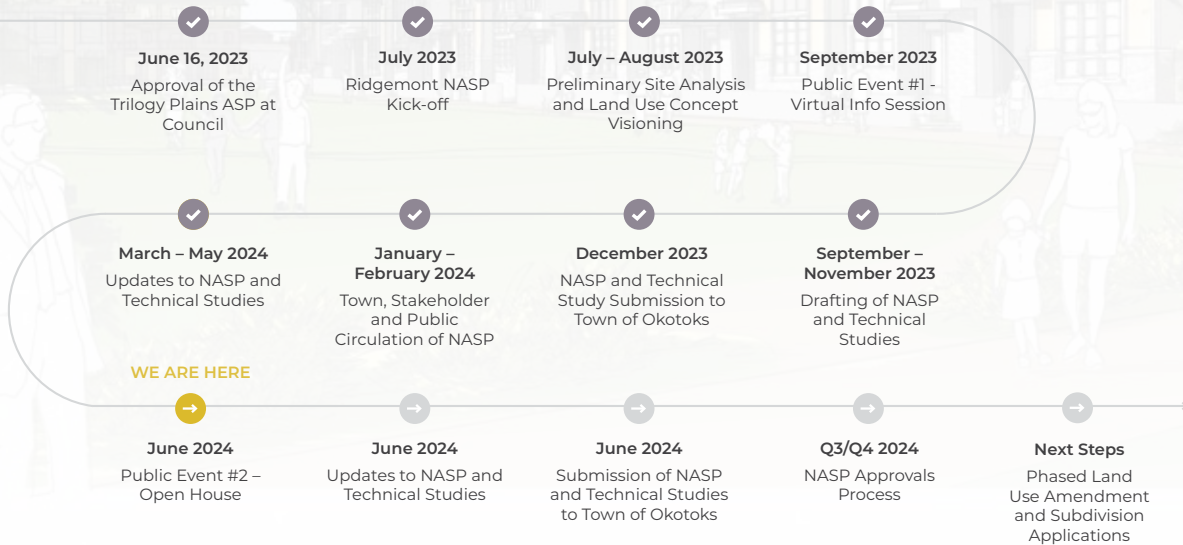 June 16, 2023
Approval of the
Trilogy Plains ASP at
Council
July 2023
Ridgemont NASP
Kick-off
July – August 2023
Preliminary Site Analysis
and Land Use Concept
Visioning
September 2023
Public Event #1 -
Virtual Info Session
September –
November 2023
Drafting of NASP
and Technical
Studies
December 2023
NASP and Technical
Study Submission to
Town of Okotoks
January –
February 2024
Town, Stakeholder
and Public
Circulation of NASP
March – May 2024
Updates to NASP and
Technical Studies
WE ARE HERE
June 2024
Public Event #2 –
Open House
June 2024
Updates to NASP and
Technical Studies
June 2024
Submission of NASP
and Technical Studies
to Town of Okotoks
Q3/Q4 2024
NASP Approvals
Process
Next Steps
Phased Land
Use Amendment
and Subdivision
Applications